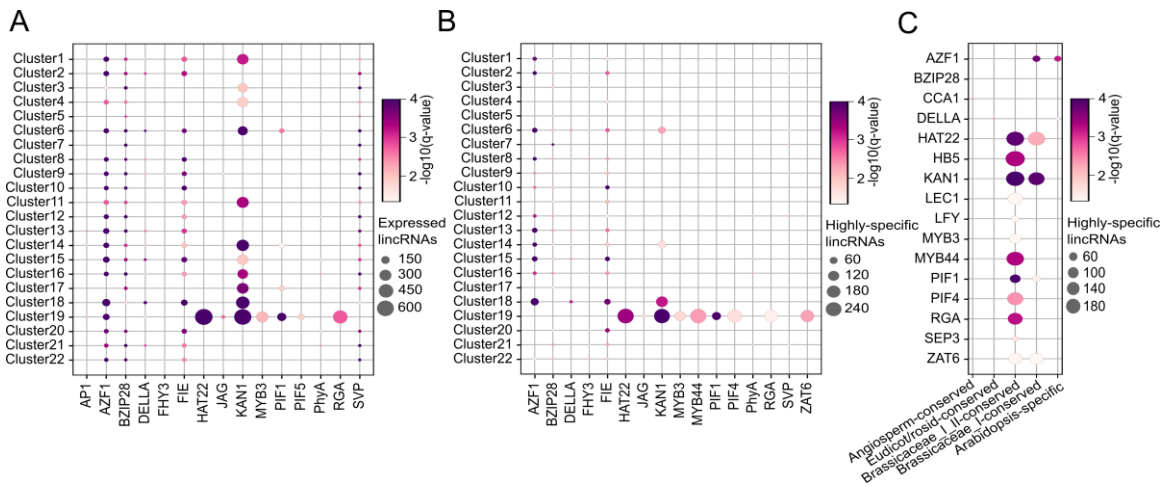 A
Cluster1
Cluster2
Cluster3
Cluster4
Cluster5
Cluster6
Cluster7
Cluster8
Cluster9
Cluster10
Cluster11
Cluster12
Cluster13
Cluster14
Cluster15
Cluster16
Cluster17
Cluster18
Cluster19
Cluster20
Cluster21
Cluster22
AP1
AZF1
BZIP28
DELLA
FHY3
FIE
HAT22
JAG
KAN1
MYB3
PIF1
PIF5
PhyA
RGA
SVP
4
3
2
-log10(q-value)
Expressed
lincRNAs
150
300
450
600
B
Cluster1
Cluster2
Cluster3
Cluster4
Cluster5
Cluster6
Cluster7
Cluster8
Cluster9
Cluster10
Cluster11
Cluster12
Cluster13
Cluster14
Cluster15
Cluster16
Cluster17
Cluster18
Cluster19
Cluster20
Cluster21
Cluster22
AZF1
BZIP28
DELLA
FHY3
FIE
HAT22
JAG
KAN1
MYB3
MYB44
PIF1
PIF4
PhyA
RGA
SVP
ZAT6
4
3
2
-log10(q-value)
Highly-specific
lincRNAs
60
120
180
240
C
AZF1
BZIP28
CCA1
DELLA
HAT22
HB5
KAN1
LEC1
LFY
MYB3
MYB44
PIF1
PIF4
RGA
SEP3
ZAT6
Angiosperm-conserved
Eudicot/rosid-conserved
Brassicaceae_I_II-conserved
Brassicaceae_I-conserved
Arabidopsis-specific
4
3
2
-log10(q-value)
Highly-specific
lincRNAs
60
100
140
180